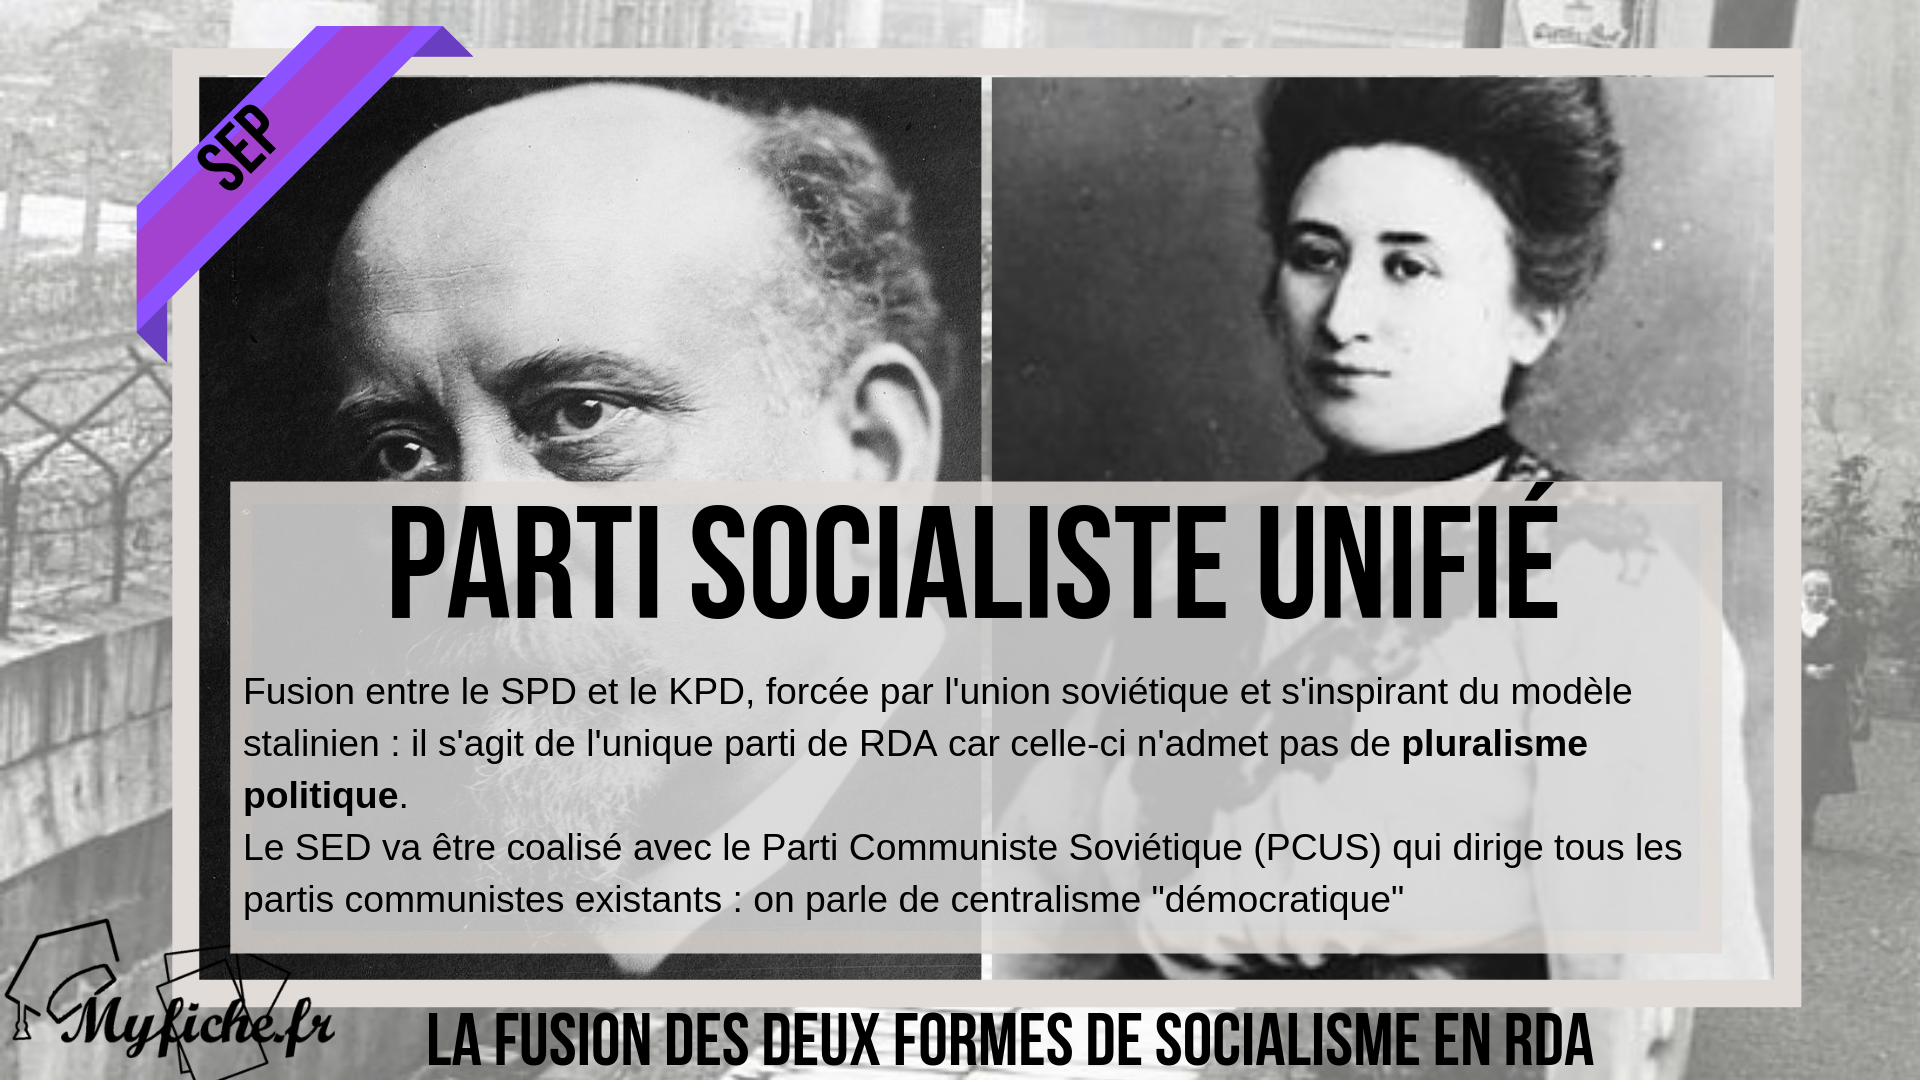 SEP
PARTI SOCIALISTE UNIFIÉ
Fusion entre le SPD et le KPD, forcée par l'union soviétique et s'inspirant du modèle
stalinien : il s'agit de l'unique parti de RDA car celle-ci n'admet pas de pluralisme
politique.
Le SED va être coalisé avec le Parti Communiste Soviétique (PCUS) qui dirige tous les
partis communistes existants : on parle de centralisme "démocratique"
Myfiche.fr
LA FUSION DES DEUX FORMES DE SOCIALISME EN RDA